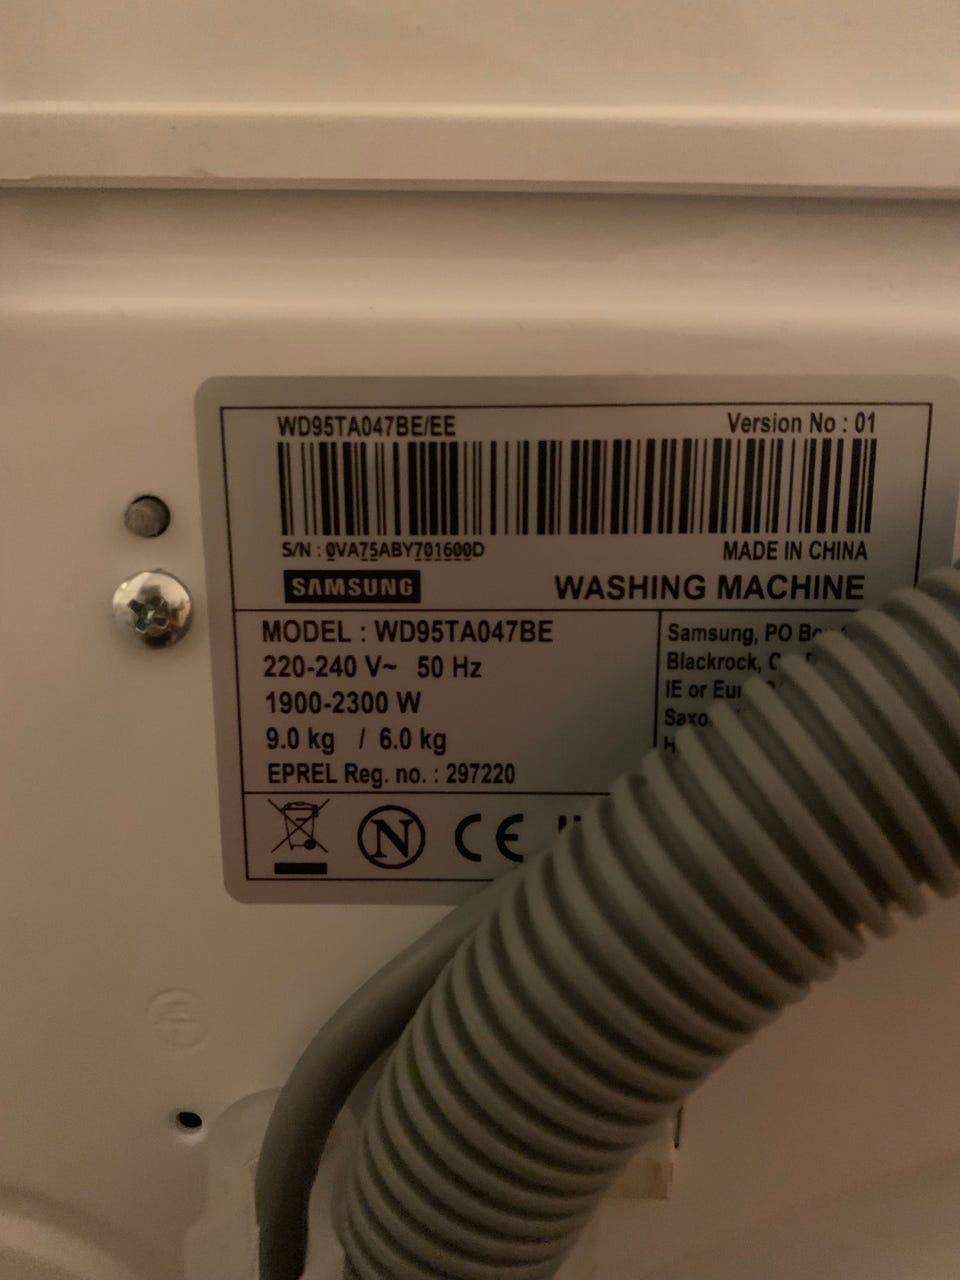 WD95TA047BE/EE
Version No : 01
S/N : 0VA75ABY701600D
MADE IN CHINA
SAMSUNG
WASHING MACHINE
MODEL : WD95TA047BE
220-240 V~ 50 Hz
1900-2300 W
9.0 kg / 6.0 kg
EPREL Reg. no. : 297220
Samsung, PO
Blackrock,
IE or
N
CE